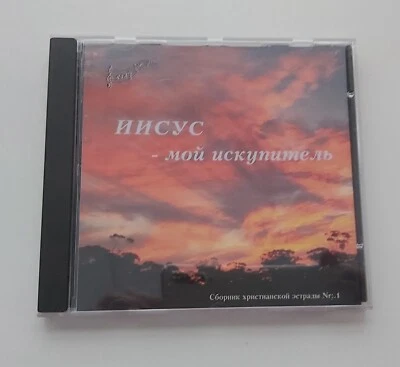 ИИСУС
- мой искупитель
Сборник христианской эстрады Nr. 1